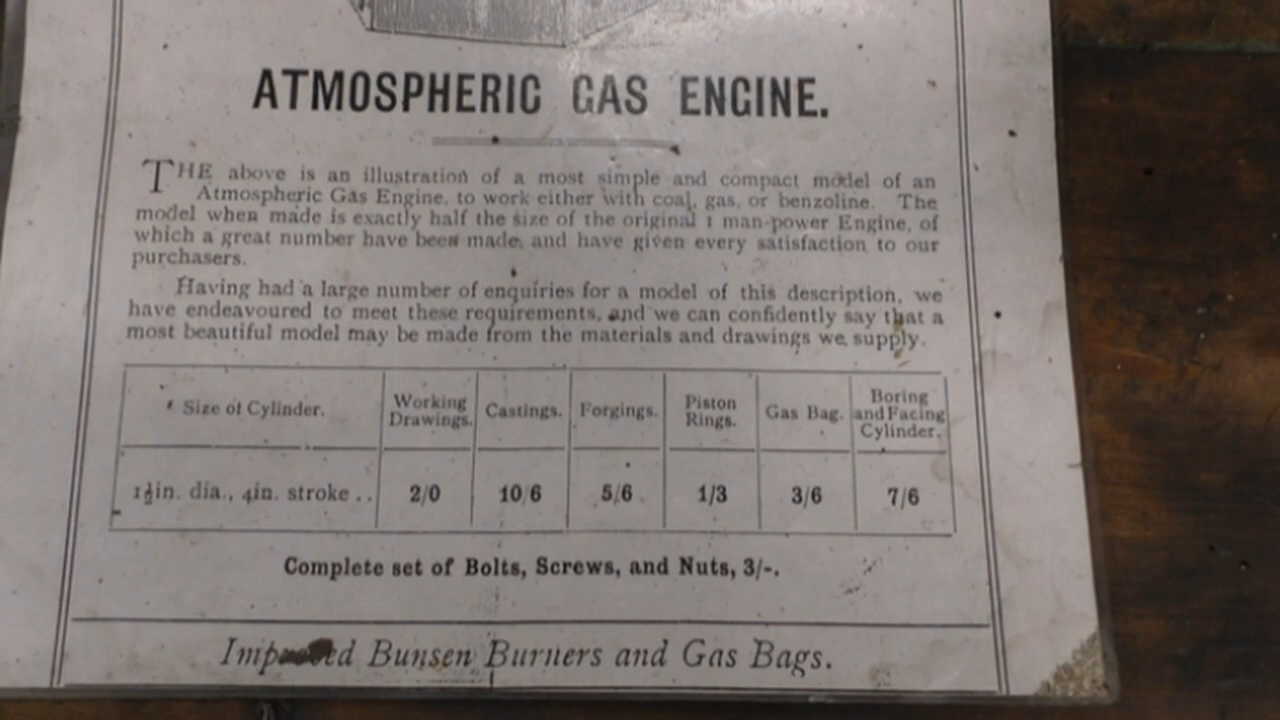 ATMOSPHERIC GAS ENGINE.
THE above is an illustration of a most simple and compact model of an
Atmospheric Gas Engine, to work either with coal, gas, or benzoline. The
model when made is exactly half the size of the original 1 man-power Engine, of
which a great number have been made, and have given every satisfaction to our
purchasers.
Having had a large number of enquiries for a model of this description, we
have endeavoured to meet these requirements, and we can confidently say that a
most beautiful model may be made from the materials and drawings we supply.
Size of Cylinder. Working Drawings. Castings. Forgings. Piston Rings. Gas Bag. Boring and Facing Cylinder.
1½in. dia., 4in. stroke .. 2/0 10/6 5/6 1/3 3/6 7/6
Complete set of Bolts, Screws, and Nuts, 3/-.
Improved Bunsen Burners and Gas Bags.